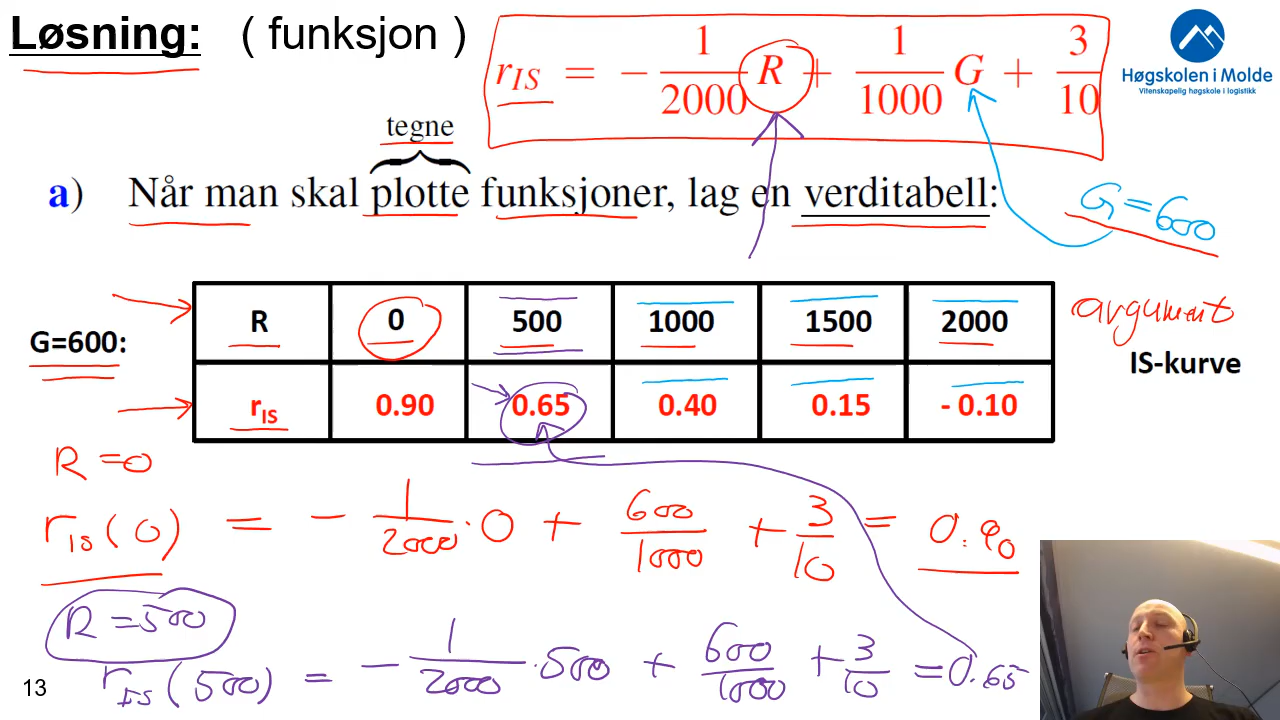 Løsning: ( funksjon )
r_IS = - 1/2000 R + 1/1000 G + 3/10
Høgskolen i Molde
Vitenskapelig høgskole i logistikk
tegne
a) Når man skal plotte funksjoner, lag en verditabell:
G=600
G=600:
R 0 500 1000 1500 2000
r_IS 0.90 0.65 0.40 0.15 - 0.10
argument
IS-kurve
R=0
r_IS(0) = - 1/2000 · 0 + 600/1000 + 3/10 = 0.90
R=500
r_IS(500) = - 1/2000 · 500 + 600/1000 + 3/10 = 0.65
13